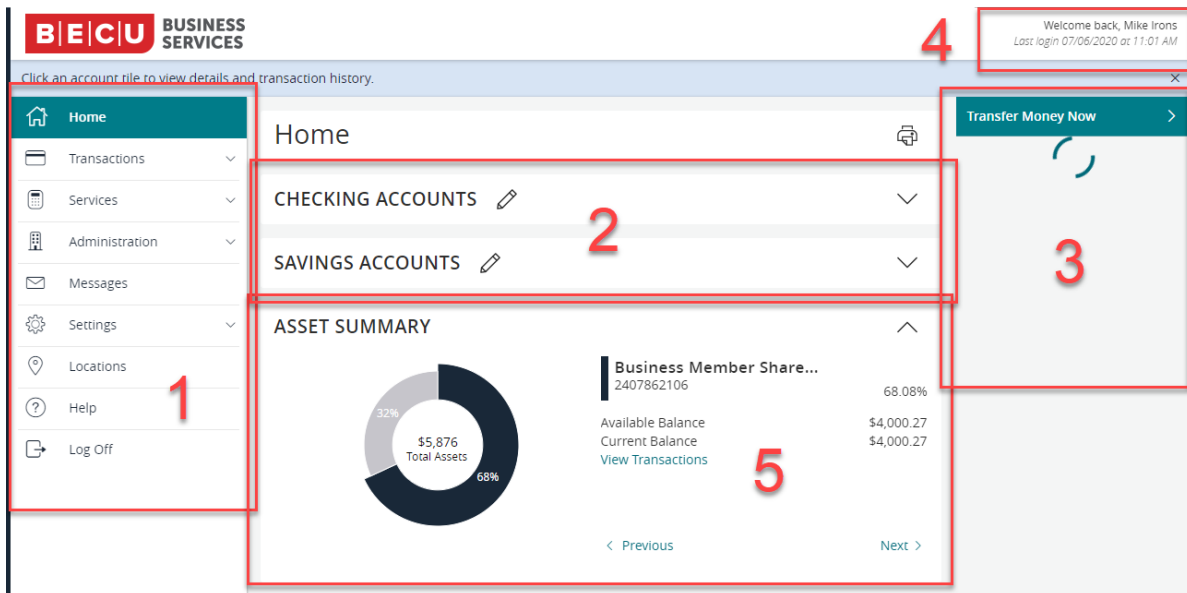 B|E|C|U BUSINESS
SERVICES
4
Welcome back, Mike Irons
Last login 07/06/2020 at 11:01 AM
Click an account tile to view details and transaction history.
Home
Transactions
Services
Administration
Messages
Settings
Locations
Help
Log Off
1
Home
CHECKING ACCOUNTS
2
SAVINGS ACCOUNTS
ASSET SUMMARY
32%
$5,876
Total Assets
68%
Business Member Share...
2407862106
68.08%
Available Balance $4,000.27
Current Balance $4,000.27
View Transactions
5
Previous Next
Transfer Money Now
3